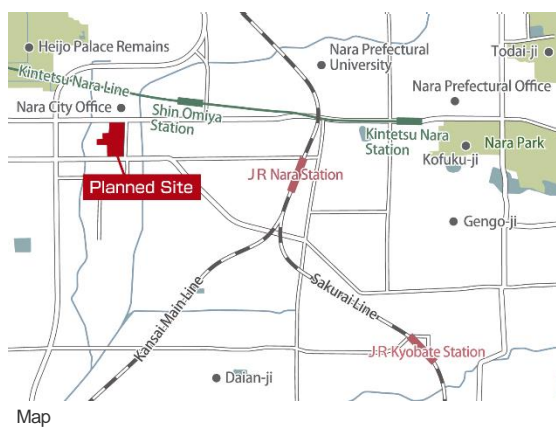 Heijo Palace Remains
Nara Prefectural
University
Todai-ji
Kintetsu Nara Line
Nara City Office
Shin Omiya
Station
Nara Prefectural Office
Kintetsu Nara
Station
Nara Park
Kofuku-ji
JR Nara Station
Planned Site
Gengo-ji
Kansai Main Line
Sakurai Line
JR Kyobate Station
Daian-ji
Map